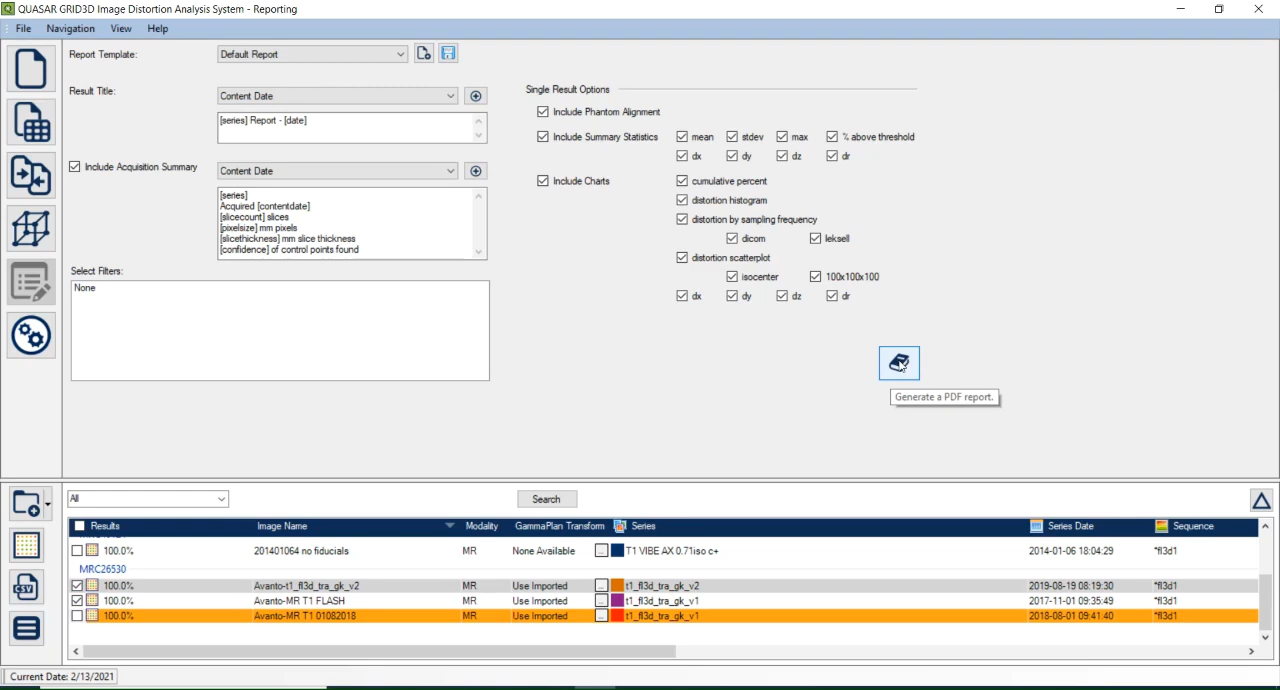 QUASAR GRID3D Image Distortion Analysis System - Reporting
File Navigation View Help
Report Template: Default Report
Result Title: Content Date
[series] Report - [date]
Include Acquisition Summary Content Date
[series]
Acquired [contentdate]
[slicecount] slices
[pixelsize] mm pixels
[slicethickness] mm slice thickness
[confidence] of control points found
Select Filters:
None
Single Result Options
Include Phantom Alignment
Include Summary Statistics mean stdev max % above threshold
dx dy dz dr
Include Charts cumulative percent
distortion histogram
distortion by sampling frequency
dicom leksell
distortion scatterplot
isocenter 100x100x100
dx dy dz dr
Generate a PDF report.
All Search
Results Image Name Modality GammaPlan Transform Series Series Date Sequence
100.0% 201401064 no fiducials MR None Available ... T1 VIBE AX 0.71iso c+ 2014-01-06 18:04:29 *fl3d1
MRC26530
100.0% Avanto-t1_fl3d_tra_gk_v2 MR Use Imported ... t1_fl3d_tra_gk_v2 2019-08-19 08:19:30 *fl3d1
100.0% Avanto-MR T1 FLASH MR Use Imported ... t1_fl3d_tra_gk_v1 2017-11-01 09:35:49 *fl3d1
100.0% Avanto-MR T1 01082018 MR Use Imported ... t1_fl3d_tra_gk_v1 2018-08-01 09:41:40 *fl3d1
CSV
Current Date: 2/13/2021